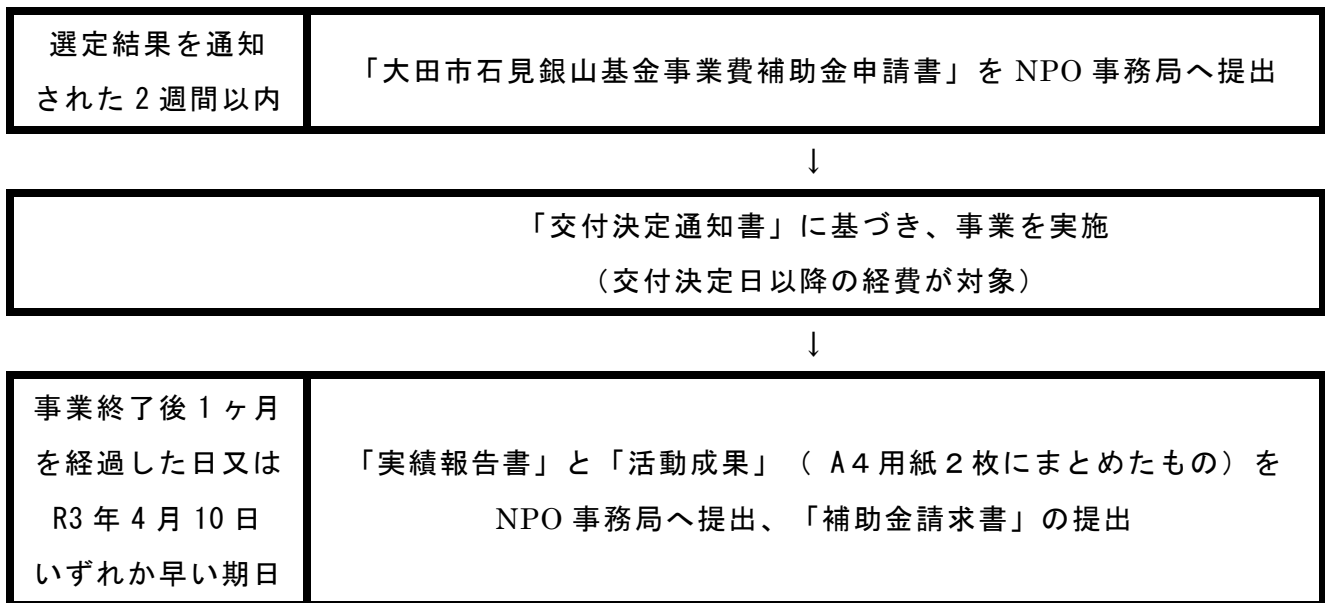 選定結果を通知
された2週間以内
「大田市石見銀山基金事業費補助金申請書」を NPO 事務局へ提出
↓
「交付決定通知書」に基づき、事業を実施
（交付決定日以降の経費が対象）
↓
事業終了後1ヶ月
を経過した日又は
R3年4月10日
いずれか早い期日
「実績報告書」と「活動成果」（ A４用紙２枚にまとめたもの）を
NPO 事務局へ提出、「補助金請求書」の提出